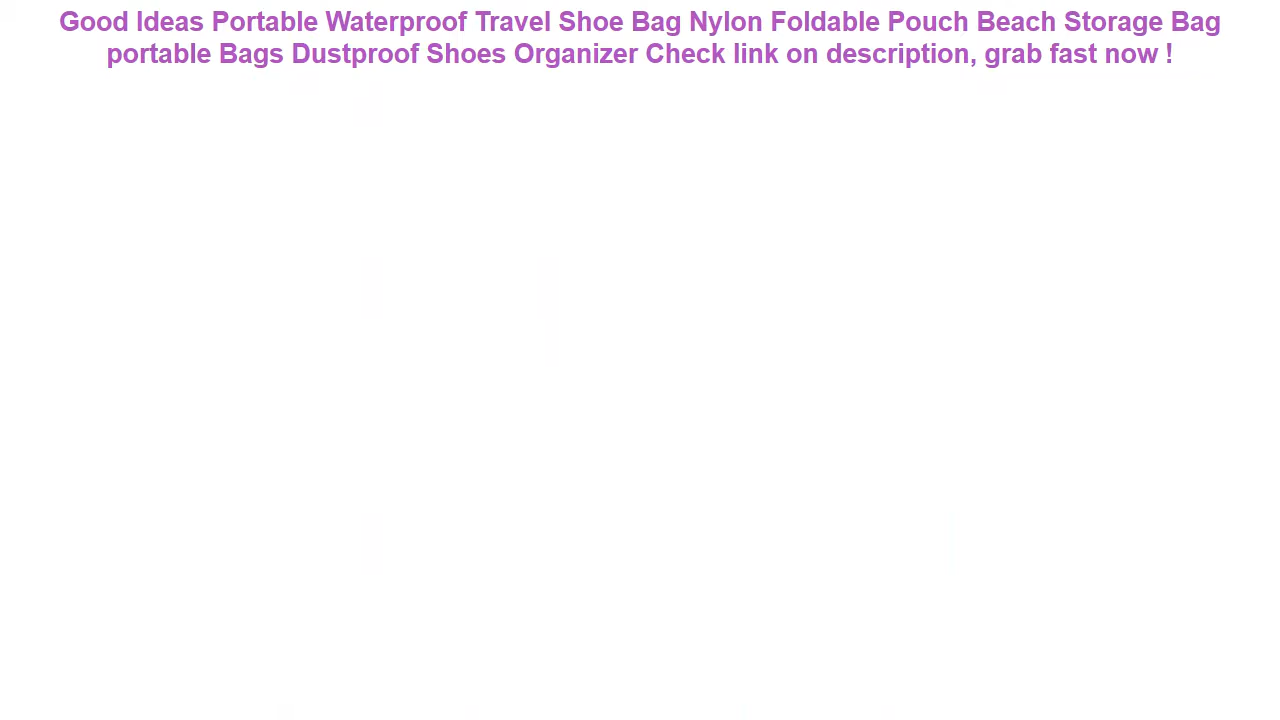 Good Ideas Portable Waterproof Travel Shoe Bag Nylon Foldable Pouch Beach Storage Bag
portable Bags Dustproof Shoes Organizer Check link on description, grab fast now !